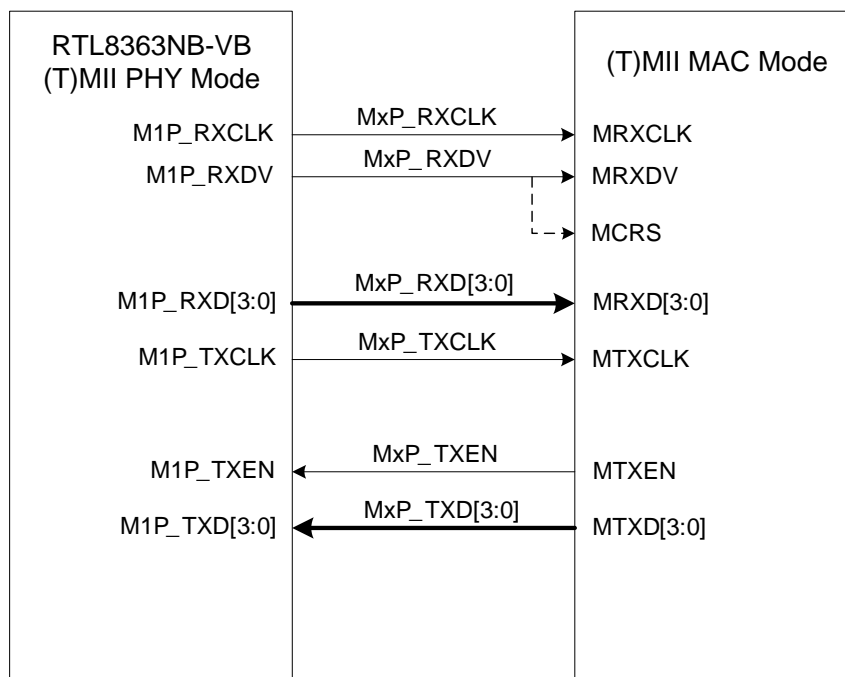 RTL8363NB-VB
(T)MII PHY Mode
(T)MII MAC Mode
M1P_RXCLK MxP_RXCLK MRXCLK
M1P_RXDV MxP_RXDV MRXDV
MCRS
M1P_RXD[3:0] MxP_RXD[3:0] MRXD[3:0]
M1P_TXCLK MxP_TXCLK MTXCLK
M1P_TXEN MxP_TXEN MTXEN
M1P_TXD[3:0] MxP_TXD[3:0] MTXD[3:0]